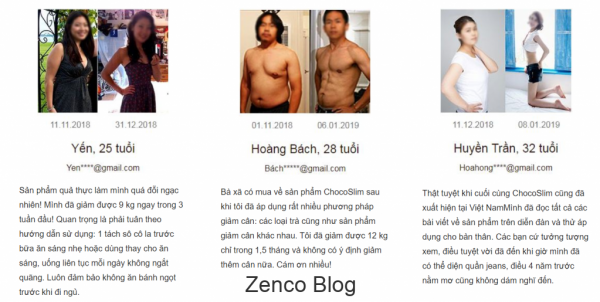 11.11.2018 31.12.2018
Yến, 25 tuổi
Yen****@gmail.com
Sản phẩm quả thực làm mình quá đỗi ngạc
nhiên! Mình đã giảm được 9 kg ngay trong 3
tuần đầu! Quan trọng là phải tuân theo
hướng dẫn sử dụng: 1 tách sô cô la trước
bữa ăn sáng nhẹ hoặc dùng thay cho ăn
sáng, uống liên tục mỗi ngày không ngắt
quãng. Luôn đảm bảo không ăn bánh ngọt
trước khi đi ngủ.
01.11.2018 06.01.2019
Hoàng Bách, 28 tuổi
Bách*****@gmail.com
Bà xã có mua về sản phẩm ChocoSlim sau
khi tôi đã áp dụng rất nhiều phương pháp
giảm cân: các loại trà cũng như sản phẩm
giảm cân khác nhau. Tôi đã giảm được 12 kg
chỉ trong 1,5 tháng và không có ý định giảm
thêm cân nữa. Cám ơn nhiều!
11.12.2018 08.01.2019
Huyền Trần, 32 tuổi
Hoahong****@gmail.com
Thật tuyệt khi cuối cùng ChocoSlim cũng đã
xuất hiện tại Việt NamMình đã đọc tất cả các
bài viết về sản phẩm trên diễn đàn và thử áp
dụng cho bản thân. Các bạn cứ tưởng tượng
xem, điều tuyệt vời đã đến khi giờ mình đã
có thể diện quần jeans, điều 4 năm trước
nằm mơ cũng không dám nghĩ đến.
Zenco Blog